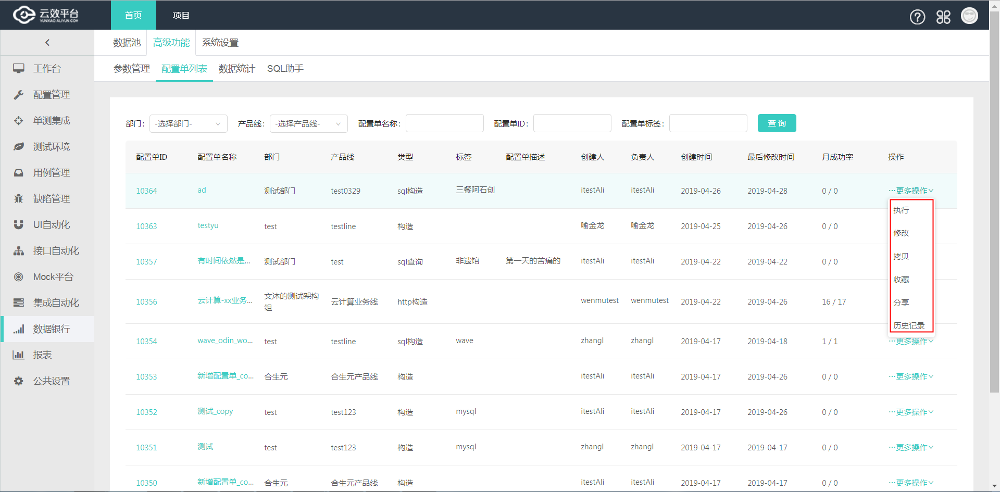 云效平台
YUNXIAO.ALIYUN.COM
首页
项目
数据池
高级功能
系统设置
参数管理
配置单列表
数据统计
SQL助手
工作台
配置管理
单测集成
测试环境
用例管理
缺陷管理
UI自动化
接口自动化
Mock平台
集成自动化
数据银行
报表
公共设置
部门: -选择部门- 产品线: -选择产品线- 配置单名称: 配置单ID: 配置单标签: 查 询
配置单ID 配置单名称 部门 产品线 类型 标签 配置单描述 创建人 负责人 创建时间 最后修改时间 月成功率 操作
10364 ad 测试部门 test0329 sql构造 三餐阿石创 itestAli itestAli 2019-04-26 2019-04-28 0 / 0 ···更多操作
执行
修改
拷贝
收藏
分享
历史记录
10363 testyu test testline 构造 喻金龙 喻金龙 2019-04-25 2019-04-26 0 / 0
10357 有时间依然是... 测试部门 test sql查询 非遗馆 第一天的苦痛的 itestAli itestAli 2019-04-22 2019-04-22 0 / 0
10356 云计算-xx业务... 文沐的测试架构组 云计算业务线 http构造 wenmutest wenmutest 2019-04-22 2019-04-26 16 / 17
10354 wave_odin_wo... test testline sql构造 wave zhangl zhangl 2019-04-17 2019-04-18 1 / 1 ···更多操作
10353 新增配置单_co... 合生元 合生元产品线 构造 itestAli itestAli 2019-04-17 2019-04-26 0 / 0 ···更多操作
10352 测试_copy test test123 构造 mysql itestAli itestAli 2019-04-17 2019-04-26 0 / 0 ···更多操作
10351 测试 test test123 构造 mysql zhangl zhangl 2019-04-17 2019-04-17 0 / 0 ···更多操作
10350 新增配置单_co... 合生元 合生元产品线 构造 itestAli itestAli 2019-04-17 2019-04-17 0 / 0 ···更多操作